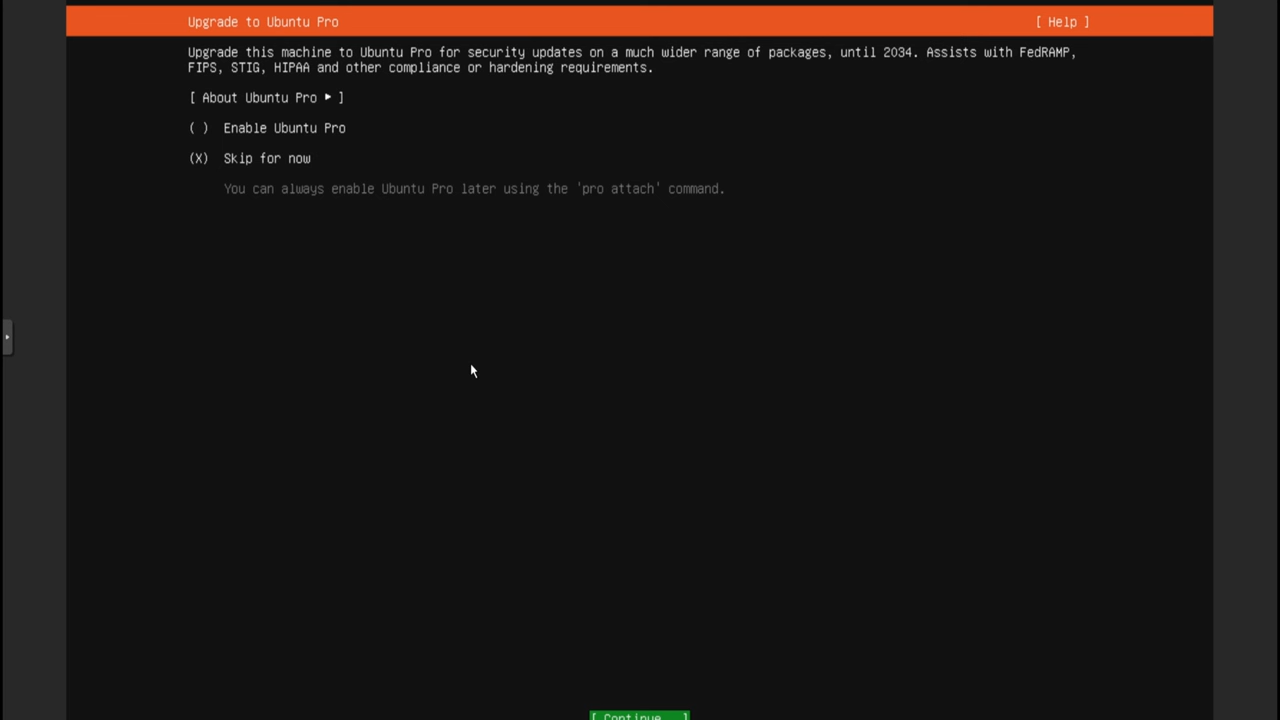 Upgrade to Ubuntu Pro [ Help ]
Upgrade this machine to Ubuntu Pro for security updates on a much wider range of packages, until 2034. Assists with FedRAMP,
FIPS, STIG, HIPAA and other compliance or hardening requirements.
[ About Ubuntu Pro ► ]
( ) Enable Ubuntu Pro
(X) Skip for now
You can always enable Ubuntu Pro later using the 'pro attach' command.
[ Continue ]